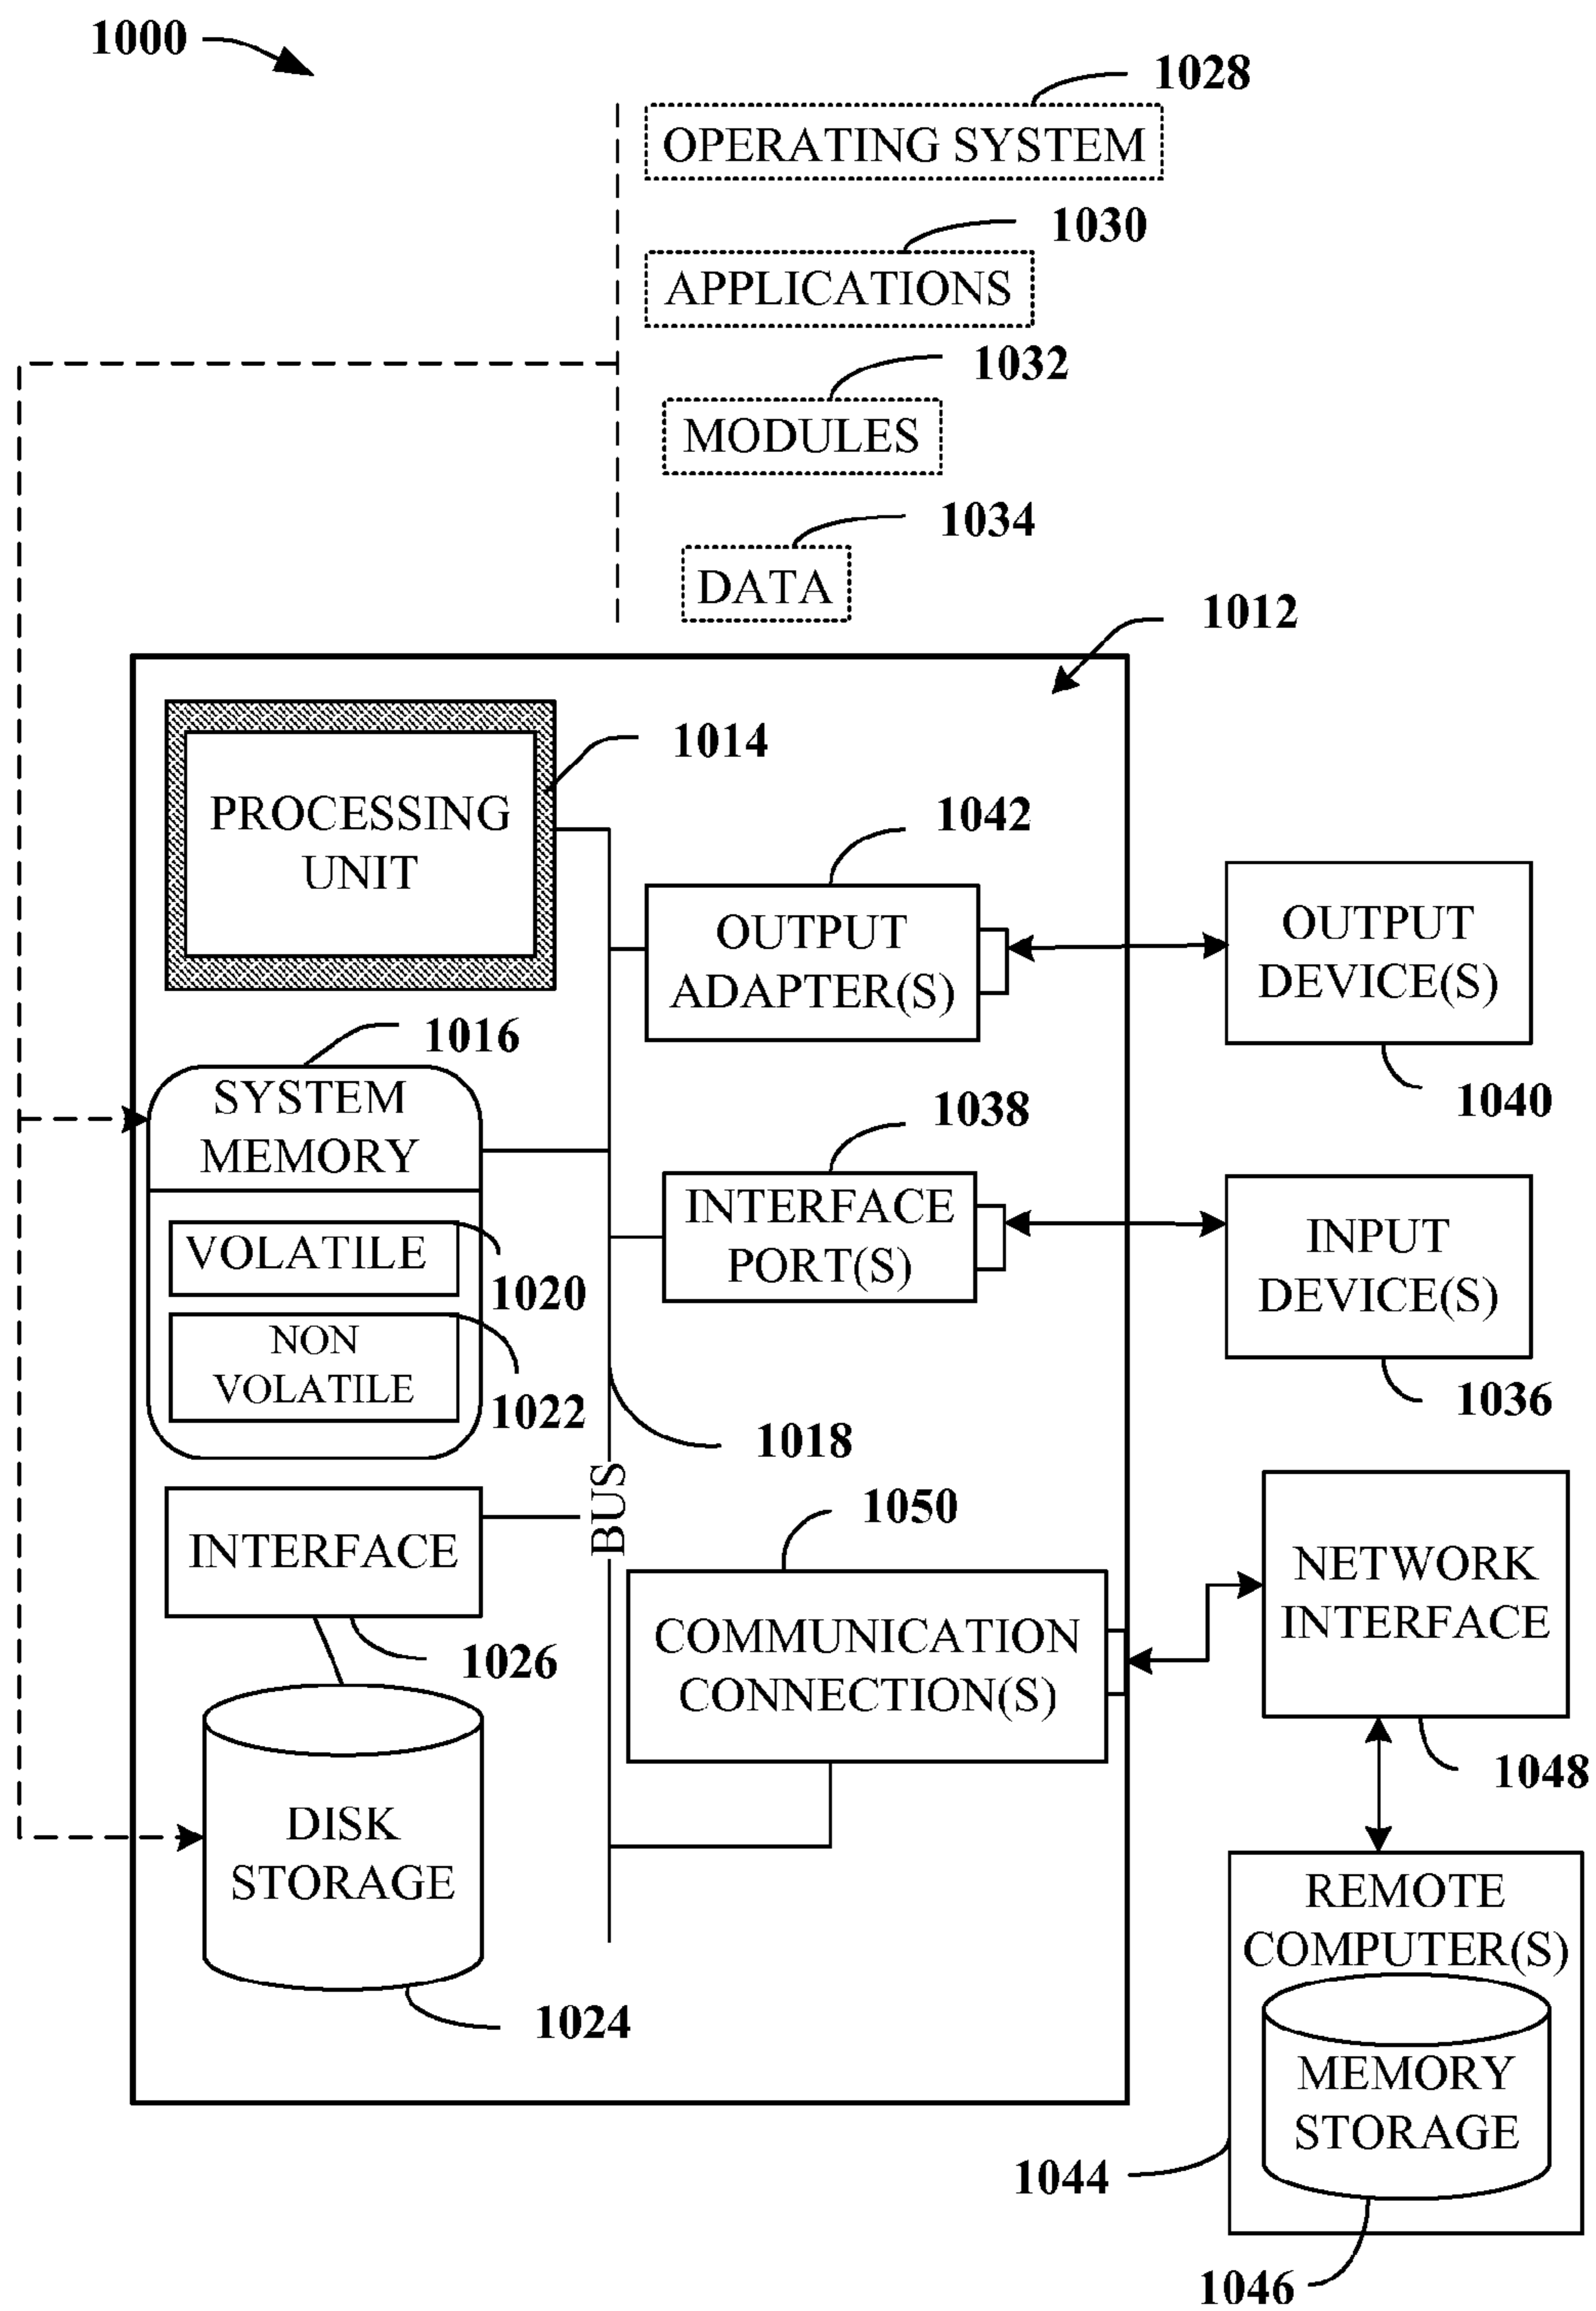 1000
1028
OPERATING SYSTEM
1030
APPLICATIONS
1032
MODULES
1034
DATA
1012
PROCESSING
UNIT
1014
1042
OUTPUT
ADAPTER(S)
OUTPUT
DEVICE(S)
1040
1016
SYSTEM
MEMORY
VOLATILE
1020
NON
VOLATILE
1022
1038
INTERFACE
PORT(S)
INPUT
DEVICE(S)
1036
1018
BUS
INTERFACE
1026
1050
COMMUNICATION
CONNECTION(S)
NETWORK
INTERFACE
1048
DISK
STORAGE
1024
REMOTE
COMPUTER(S)
MEMORY
STORAGE
1044
1046